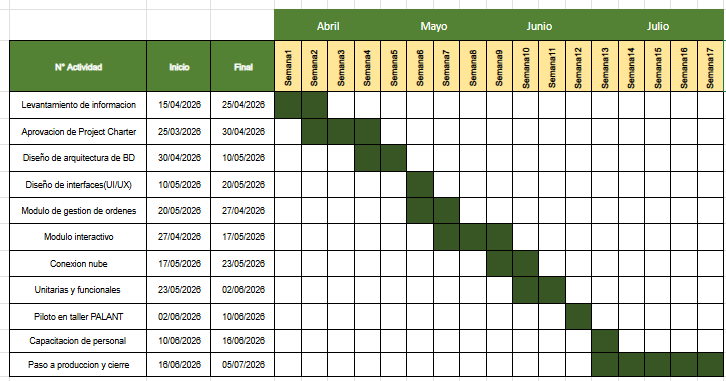 Abril Mayo Junio Julio
N° Actividad Inicio Final Semana1 Semana2 Semana3 Semana4 Semana5 Semana6 Semana7 Semana8 Semana9 Semana10 Semana11 Semana12 Semana13 Semana14 Semana15 Semana16 Semana17
Levantamiento de informacion 15/04/2026 25/04/2026
Aprovacion de Project Charter 25/03/2026 30/04/2026
Diseño de arquitectura de BD 30/04/2026 10/05/2026
Diseño de interfaces(UI/UX) 10/05/2026 20/05/2026
Modulo de gestion de ordenes 20/05/2026 27/04/2026
Modulo interactivo 27/04/2026 17/05/2026
Conexion nube 17/05/2026 23/05/2026
Unitarias y funcionales 23/05/2026 02/06/2026
Piloto en taller PALANT 02/06/2026 10/06/2026
Capacitacion de personal 10/06/2026 16/06/2026
Paso a produccion y cierre 16/06/2026 05/07/2026